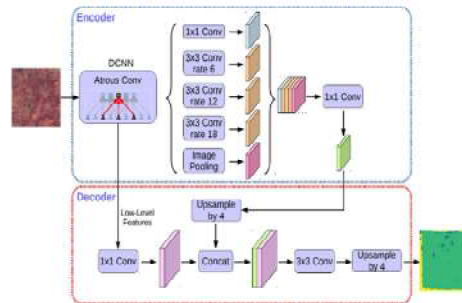 Encoder
DCNN
Atrous Conv
1x1 Conv
3x3 Conv
rate 6
3x3 Conv
rate 12
3x3 Conv
rate 18
Image
Pooling
1x1 Conv
Decoder
Low-Level
Features
Upsample
by 4
1x1 Conv
Concat
3x3 Conv
Upsample
by 4